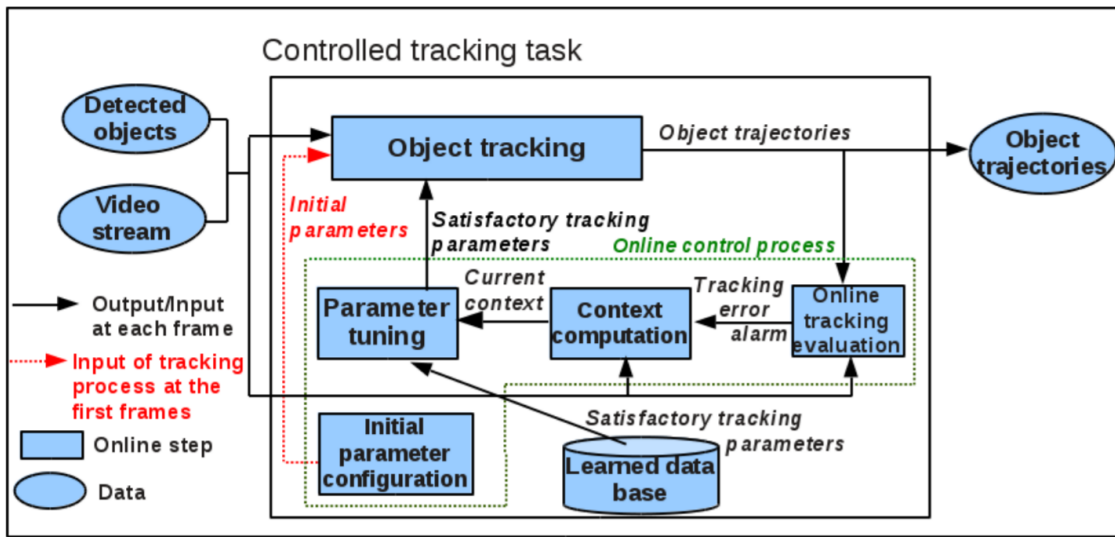 Controlled tracking task
Detected
objects
Video
stream
Object tracking
Object trajectories
Object
trajectories
Initial
parameters
Satisfactory tracking
parameters
Online control process
Parameter
tuning
Current
context
Context
computation
Tracking
error
alarm
Online
tracking
evaluation
Output/Input
at each frame
Input of tracking
process at the
first frames
Online step
Data
Initial
parameter
configuration
Satisfactory tracking
parameters
Learned data
base